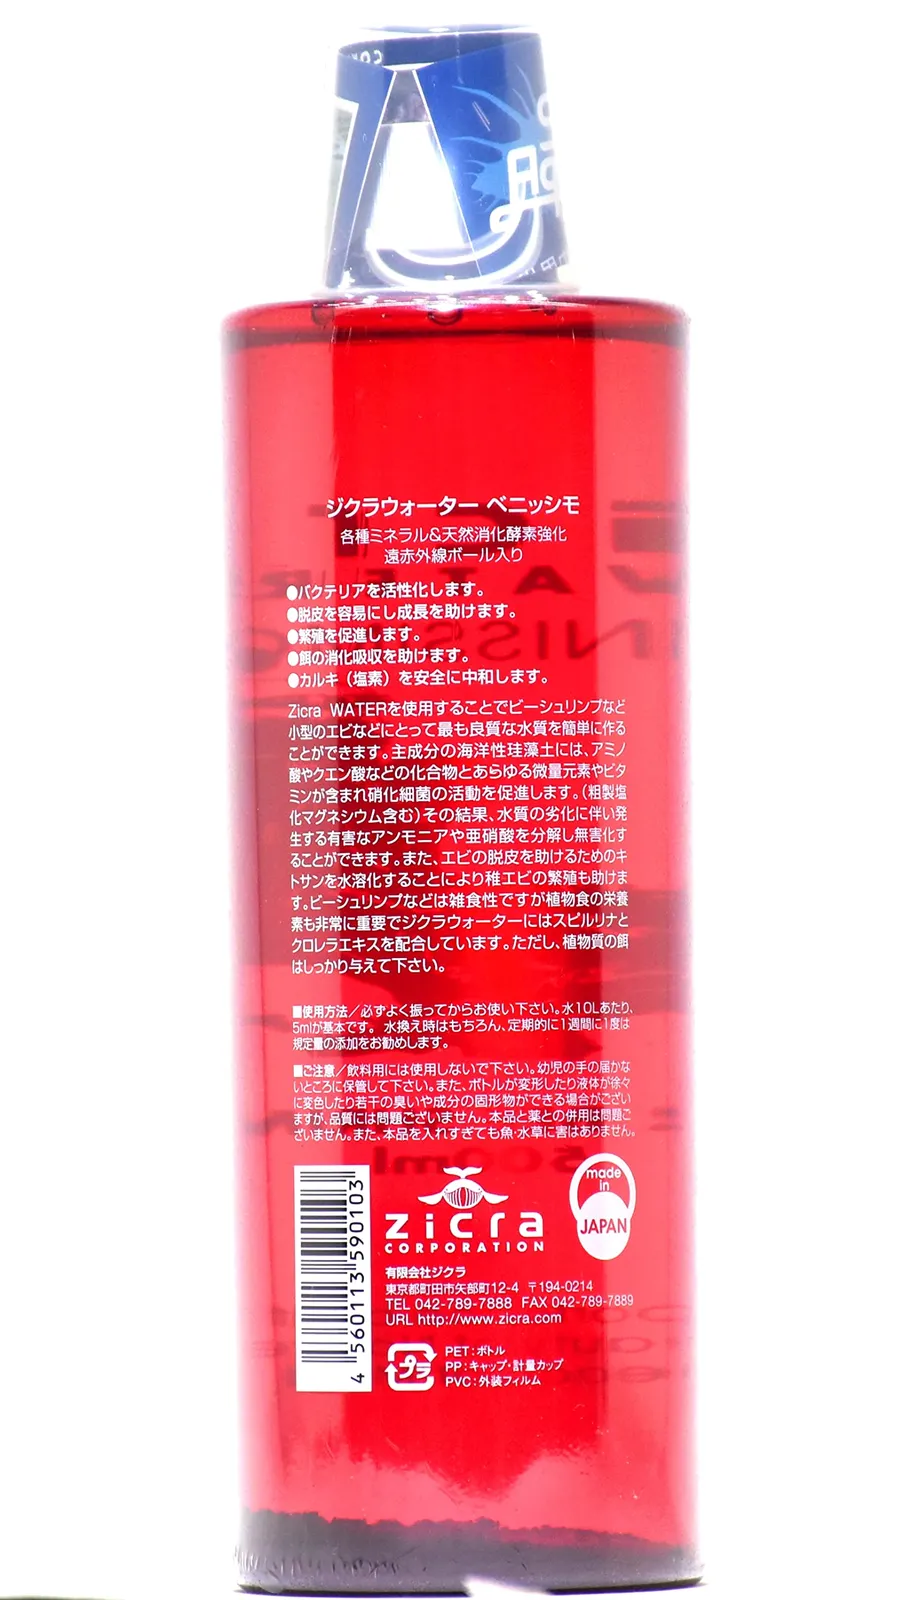 ジクラウォーター ベニッシモ
各種ミネラル&天然消化酵素強化
遠赤外線ボール入り
●バクテリアを活性化します。
●脱皮を容易にし成長を助けます。
●繁殖を促進します。
●餌の消化吸収を助けます。
●カルキ（塩素）を安全に中和します。
Zicra WATERを使用することでビーシュリンプなど
小型のエビなどにとって最も良質な水質を簡単に作る
ことができます。主成分の海洋性珪藻土には、アミノ
酸やクエン酸などの化合物とあらゆる微量元素やビタ
ミンが含まれ硝化細菌の活動を促進します。(粗製塩
化マグネシウム含む)その結果、水質の劣化に伴い発
生する有害なアンモニアや亜硝酸を分解し無害化す
ることができます。また、エビの脱皮を助けるためのキ
トサンを水溶化することにより稚エビの繁殖も助けま
す。ビーシュリンプなどは雑食性ですが植物食の栄養
素も非常に重要でジクラウォーターにはスピルリナと
クロレラエキスを配合しています。ただし、植物質の餌
はしっかり与えて下さい。
■使用方法／必ずよく振ってからお使い下さい。水10Lあたり、
5mlが基本です。 水換え時はもちろん、定期的に1週間に1度は
規定量の添加をお勧めします。
■ご注意／飲料用には使用しないで下さい。幼児の手の届かな
いところに保管して下さい。また、ボトルが変形したり液体が徐々
に変色したり若干の臭いや成分の固形物ができる場合がござい
ますが、品質には問題ございません。本品と薬との併用は問題ご
ざいません。また、本品を入れすぎても魚・水草に害はありません。
4 560113 590103
zicra
CORPORATION
made
in
JAPAN
有限会社ジクラ
東京都町田市矢部町12-4 〒194-0214
TEL 042-789-7888 FAX 042-789-7889
URL http://www.zicra.com
プラ
PET：ボトル
PP：キャップ・計量カップ
PVC：外装フィルム
500ml